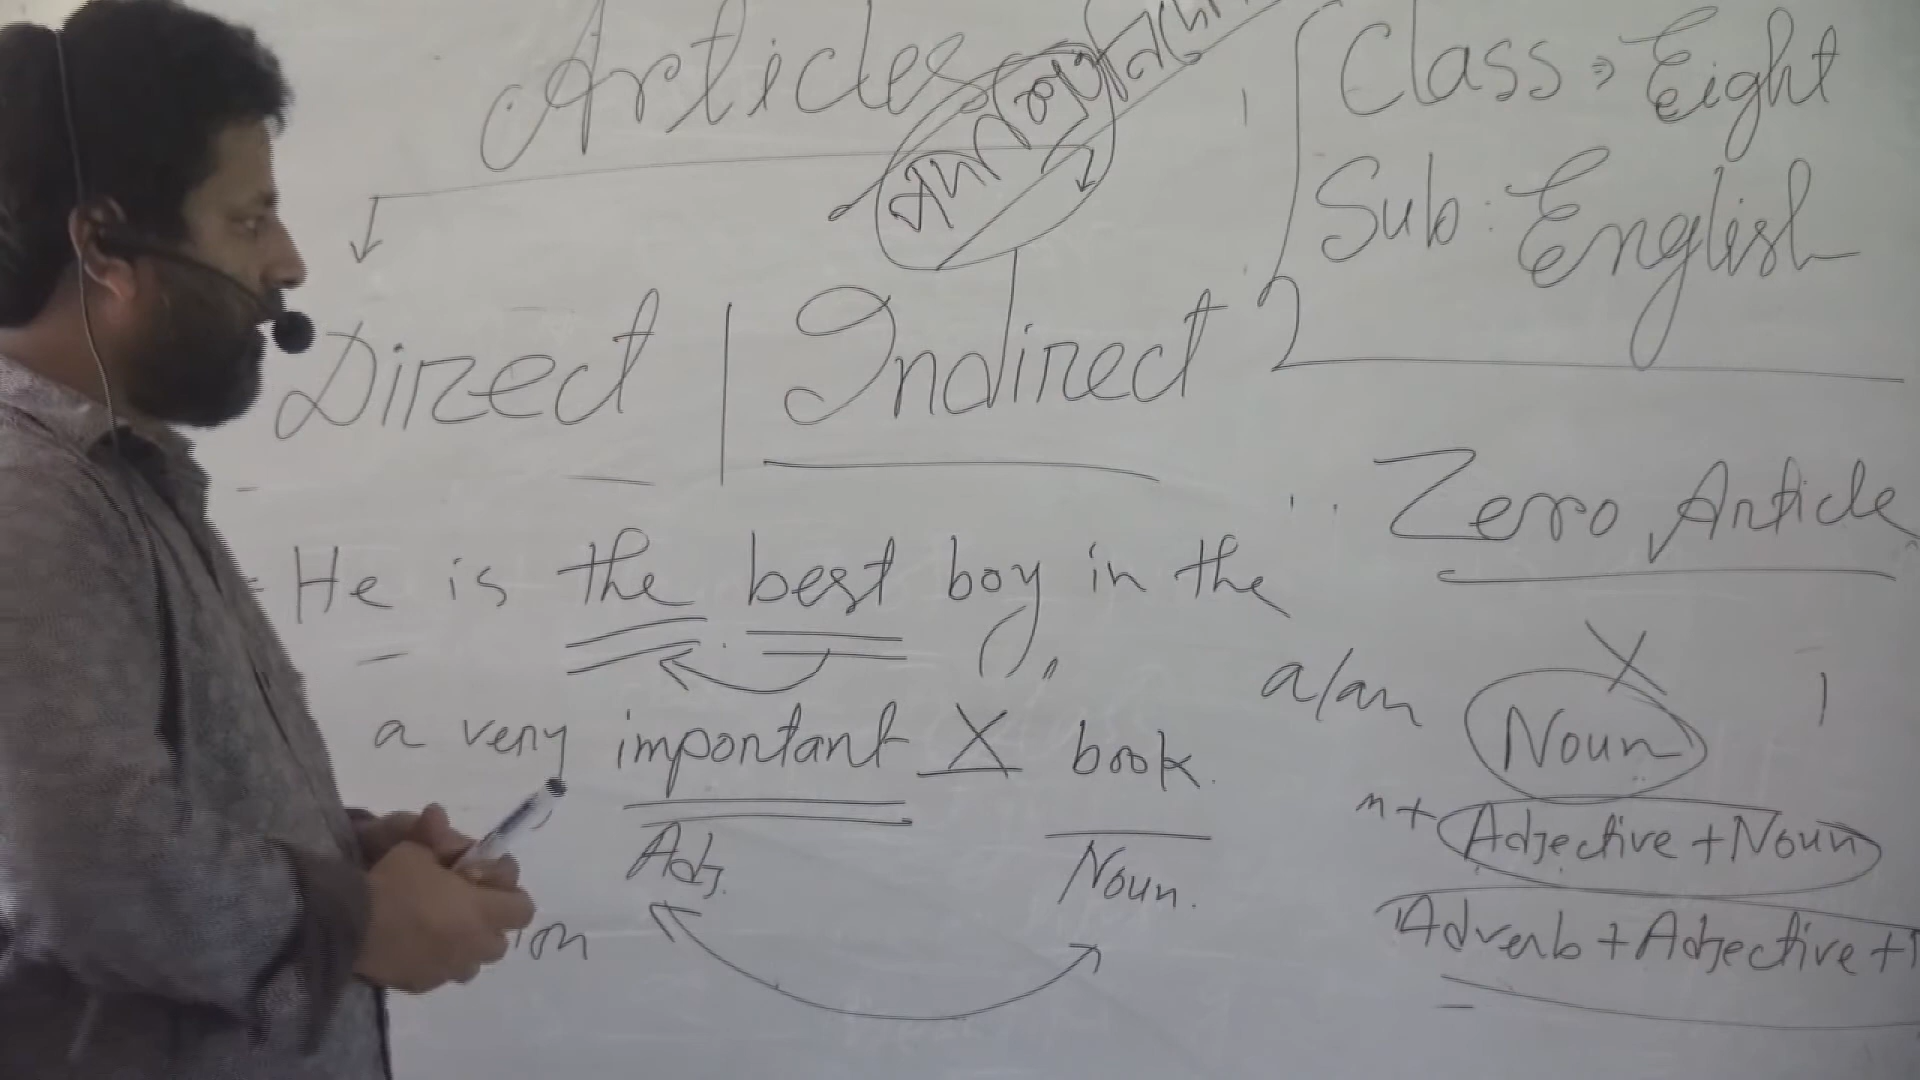 Articles
Class → Eight
Sub: English
Direct | Indirect
Zero Article
He is the best boy in the
a/an
Noun
a very important X book.
n + Adjective + Noun
Adj.
Noun.
Adverb + Adjective +
ion